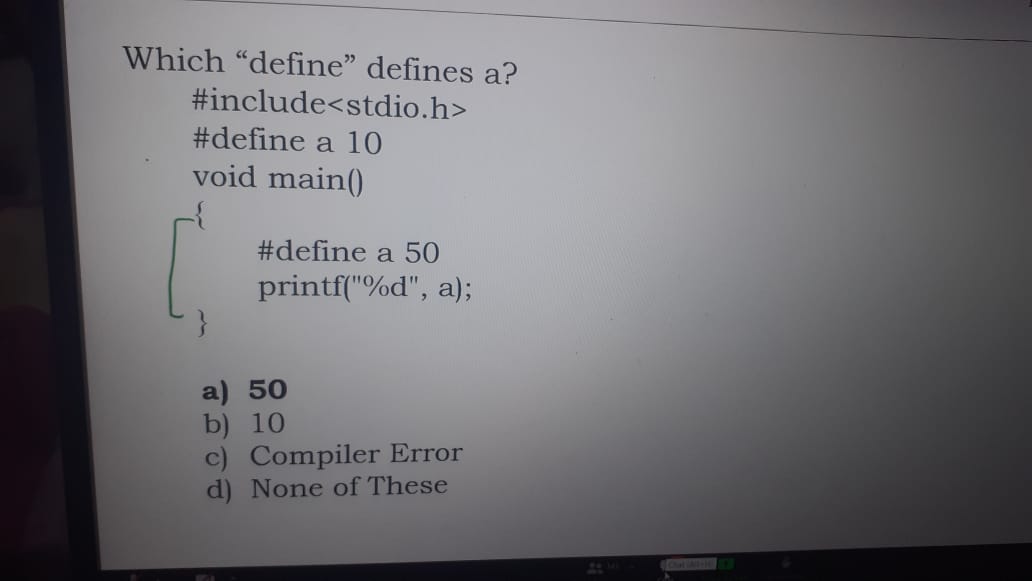 Which “define” defines a?
#include<stdio.h>
#define a 10
void main()
{
#define a 50
printf("%d", a);
}
a) 50
b) 10
c) Compiler Error
d) None of These